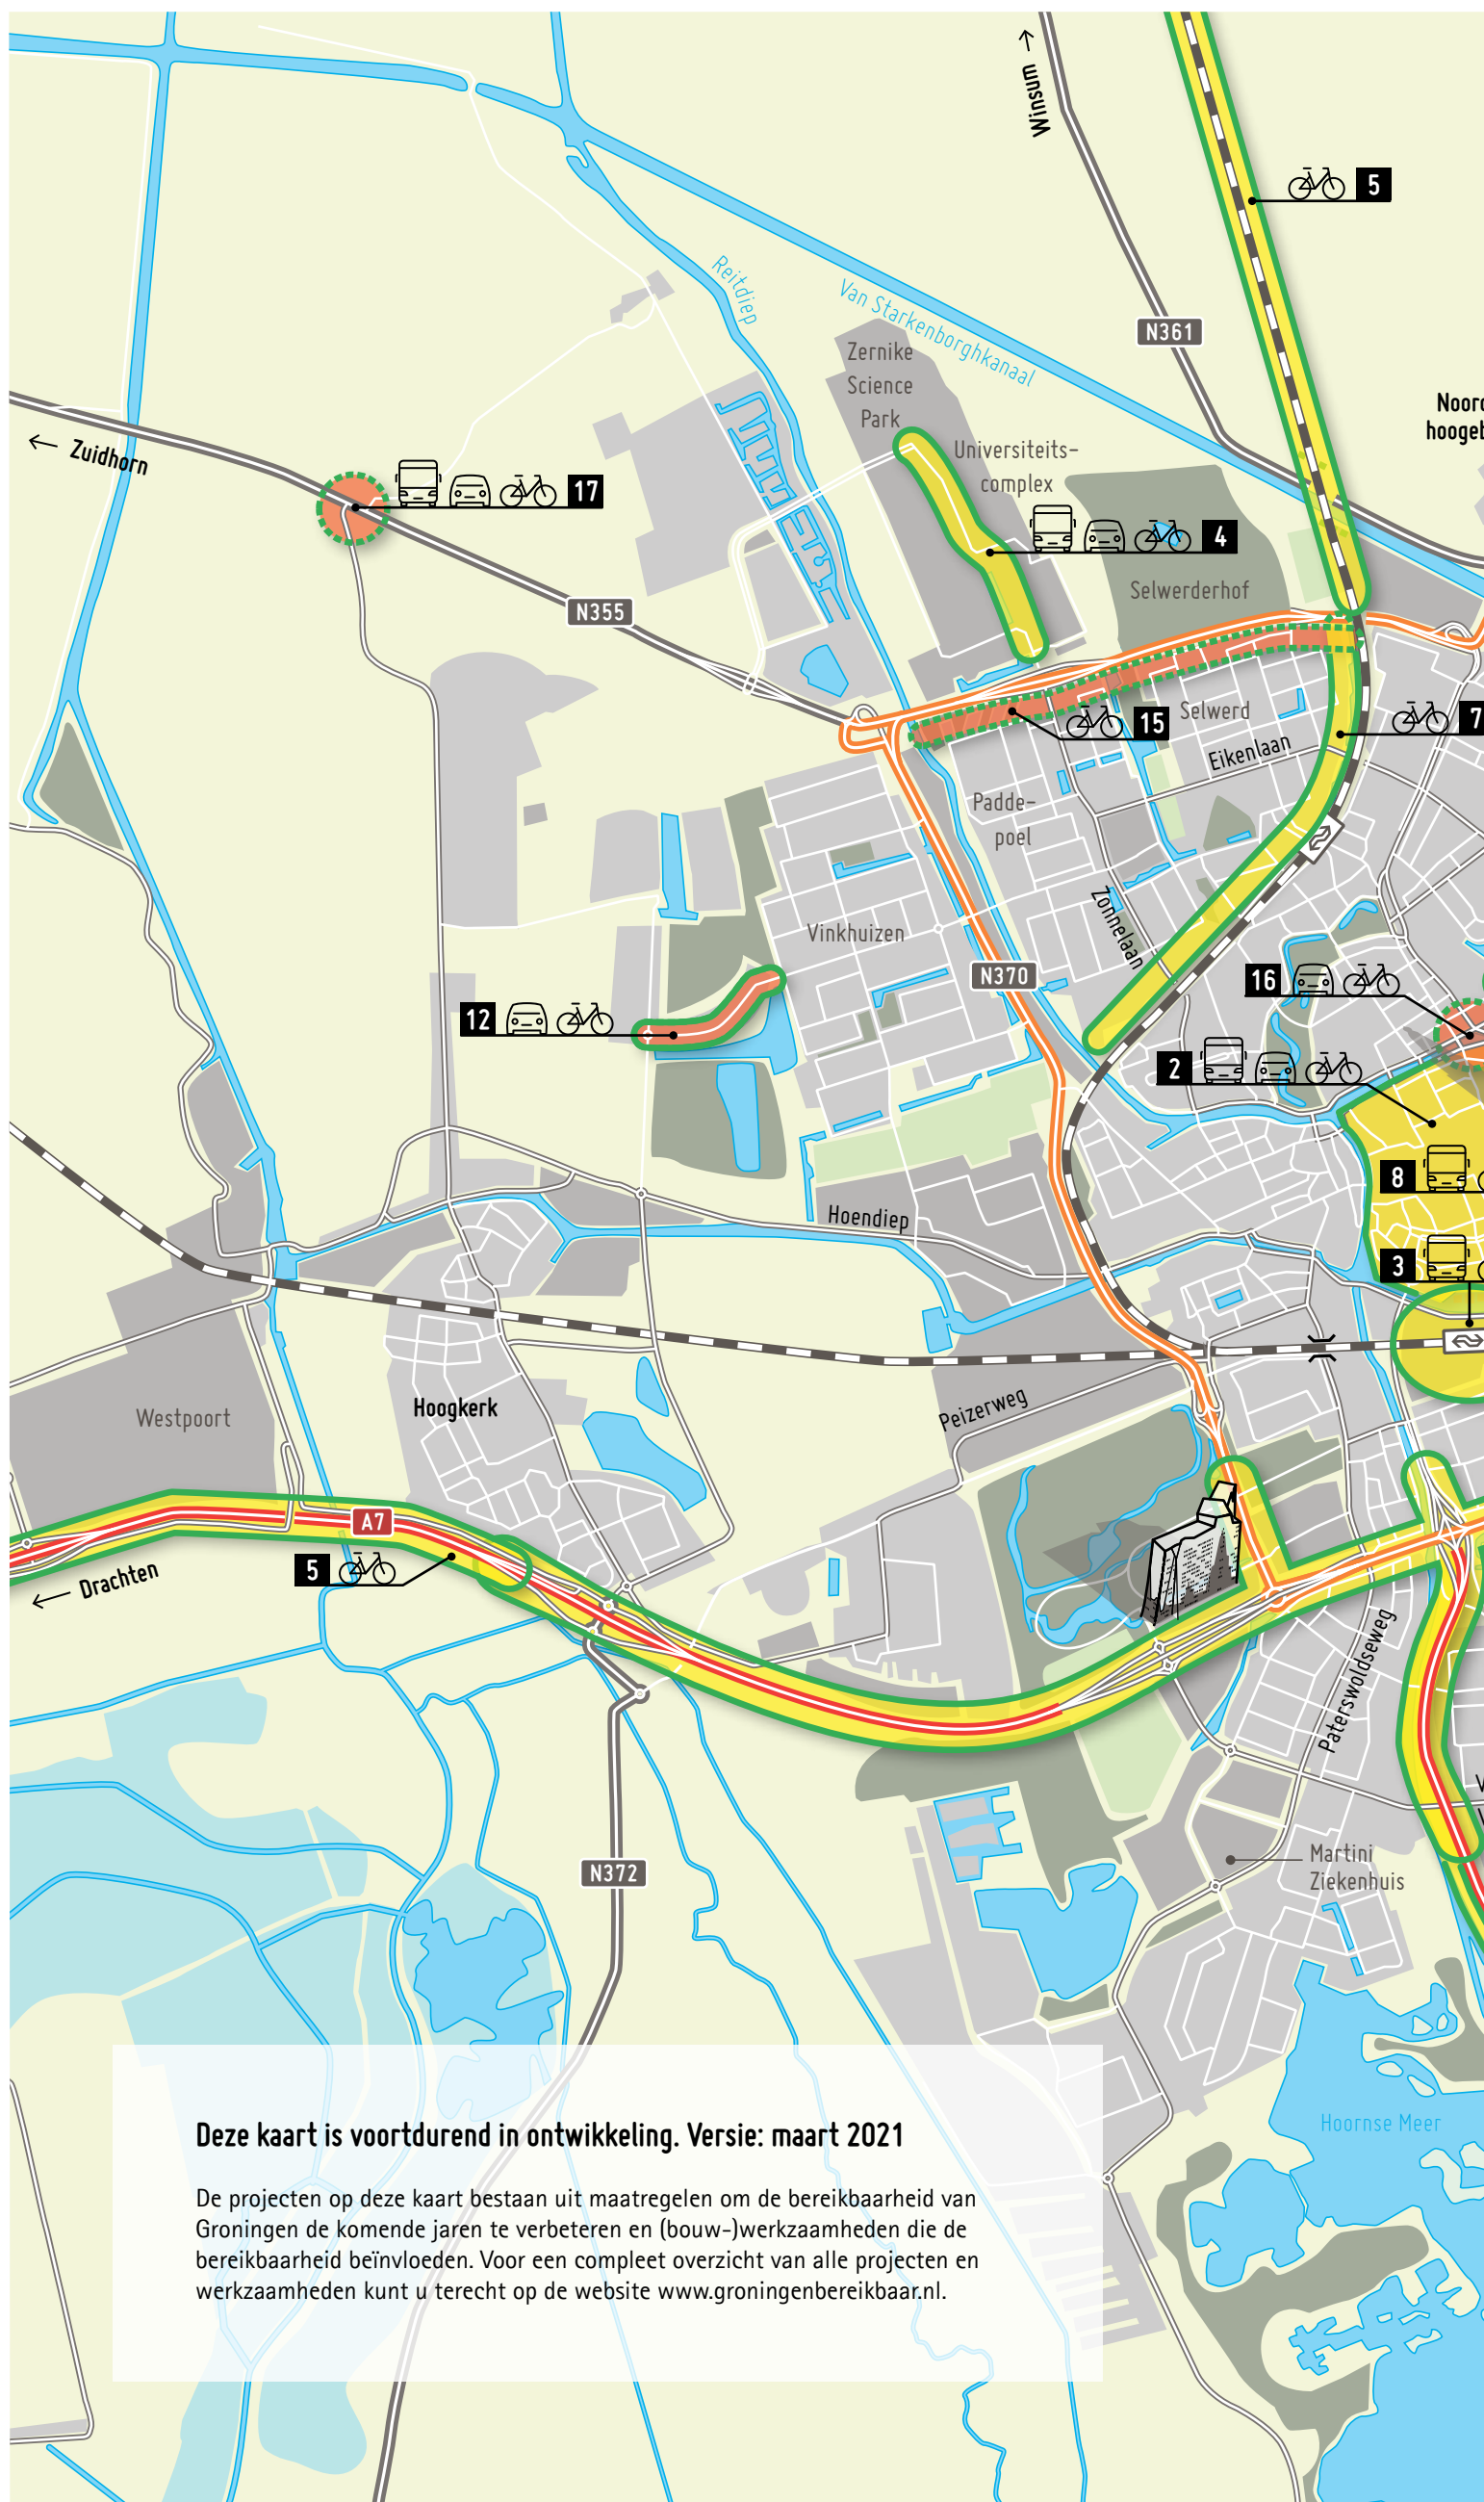 Winsum
5
Reitdiep
Van Starkenborghkanaal
N361
Zernike
Science
Park
Zuidhorn
17
Universiteits-
complex
4
Selwerderhof
N355
15
Selwerd
7
Eikenlaan
Padde-
poel
Zonnelaan
Vinkhuizen
N370
16
12
2
8
Hoendiep
3
Peizerweg
Hoogkerk
Westpoort
A7
5
Drachten
Paterswoldseweg
Martini
Ziekenhuis
N372
Hoornse Meer
Deze kaart is voortdurend in ontwikkeling. Versie: maart 2021
De projecten op deze kaart bestaan uit maatregelen om de bereikbaarheid van
Groningen de komende jaren te verbeteren en (bouw-)werkzaamheden die de
bereikbaarheid beïnvloeden. Voor een compleet overzicht van alle projecten en
werkzaamheden kunt u terecht op de website www.groningenbereikbaar.nl.